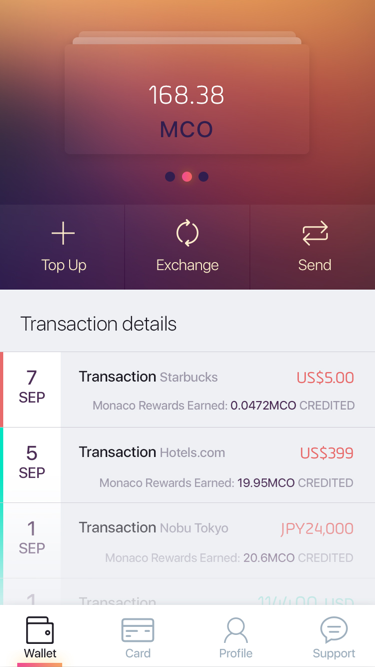 168.38
MCO
Top Up
Exchange
Send
Transaction details
7 SEP
Transaction Starbucks
US$5.00
Monaco Rewards Earned: 0.0472MCO CREDITED
5 SEP
Transaction Hotels.com
US$399
Monaco Rewards Earned: 19.95MCO CREDITED
1 SEP
Transaction Nobu Tokyo
JPY24,000
Monaco Rewards Earned: 20.6MCO CREDITED
1
Transaction
USD
Wallet
Card
Profile
Support